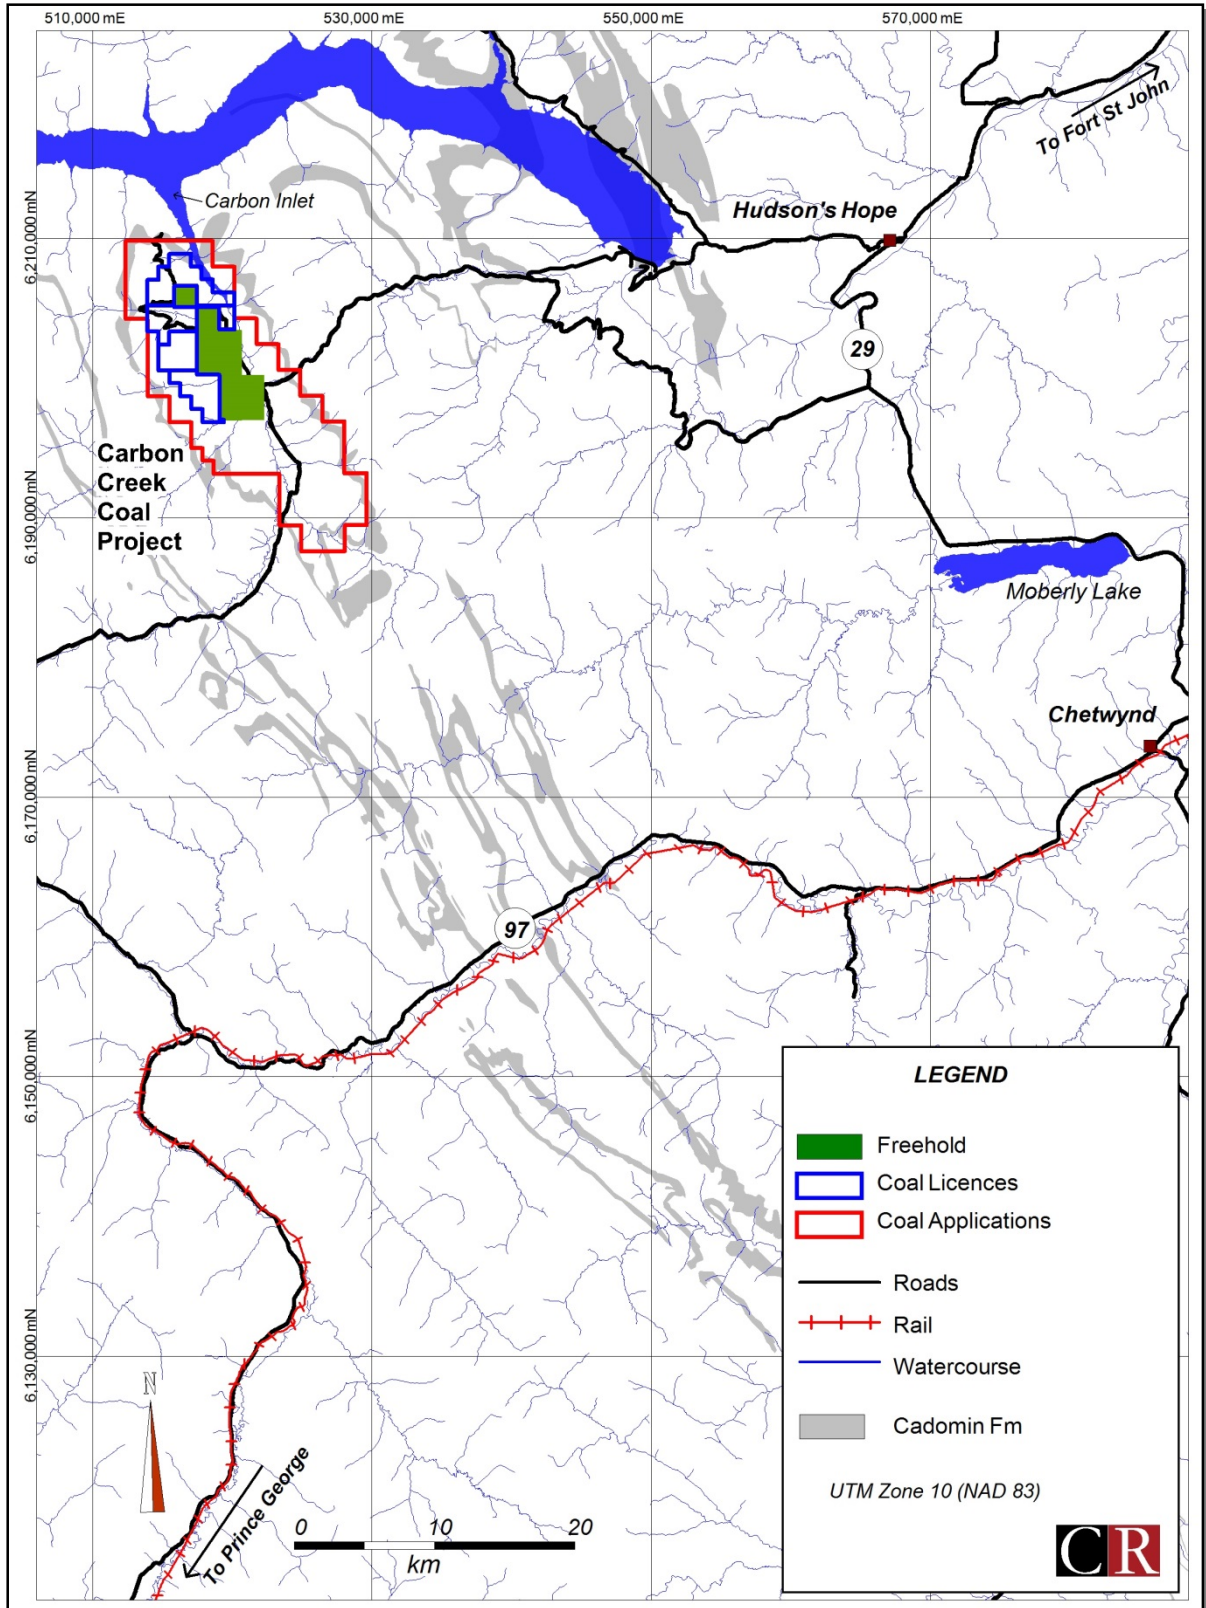 510,000 mE
530,000 mE
550,000 mE
570,000 mE
To Fort St John
Carbon Inlet
Hudson's Hope
6,210,000 mN
29
Carbon
Creek
Coal
Project
6,190,000 mN
Moberly Lake
Chetwynd
6,170,000 mN
97
6,150,000 mN
LEGEND
Freehold
Coal Licences
Coal Applications
Roads
Rail
Watercourse
Cadomin Fm
UTM Zone 10 (NAD 83)
6,130,000 mN
N
To Prince George
0 10 20
km
CR